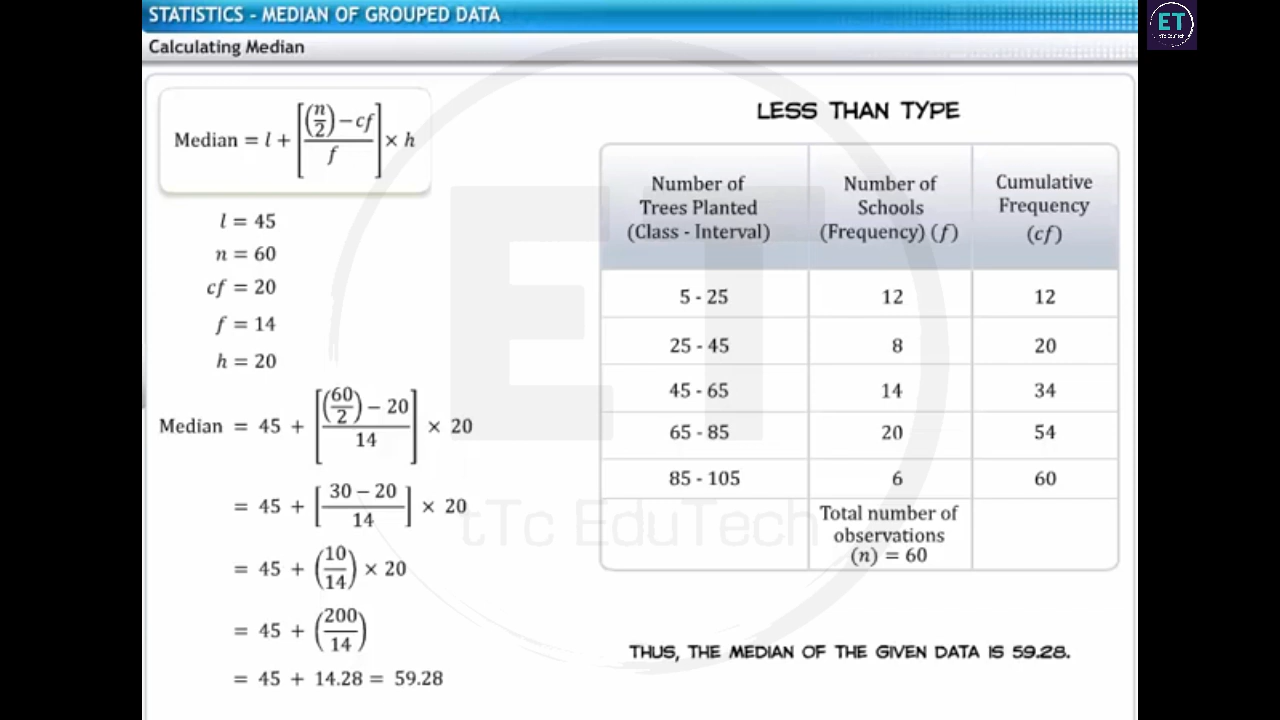 STATISTICS - MEDIAN OF GROUPED DATA
ET
tTc EduTech
Calculating Median
Median = l + [((n/2) − cf)/f] × h
l = 45
n = 60
cf = 20
f = 14
h = 20
Median = 45 + [((60/2) − 20)/14] × 20
= 45 + [(30 − 20)/14] × 20
= 45 + (10/14) × 20
= 45 + (200/14)
= 45 + 14.28 = 59.28
LESS THAN TYPE
Number of Trees Planted (Class - Interval) Number of Schools (Frequency) (f) Cumulative Frequency (cf)
5 - 25 12 12
25 - 45 8 20
45 - 65 14 34
65 - 85 20 54
85 - 105 6 60
Total number of
observations
(n) = 60
THUS, THE MEDIAN OF THE GIVEN DATA IS 59.28.
ET
tTc EduTech